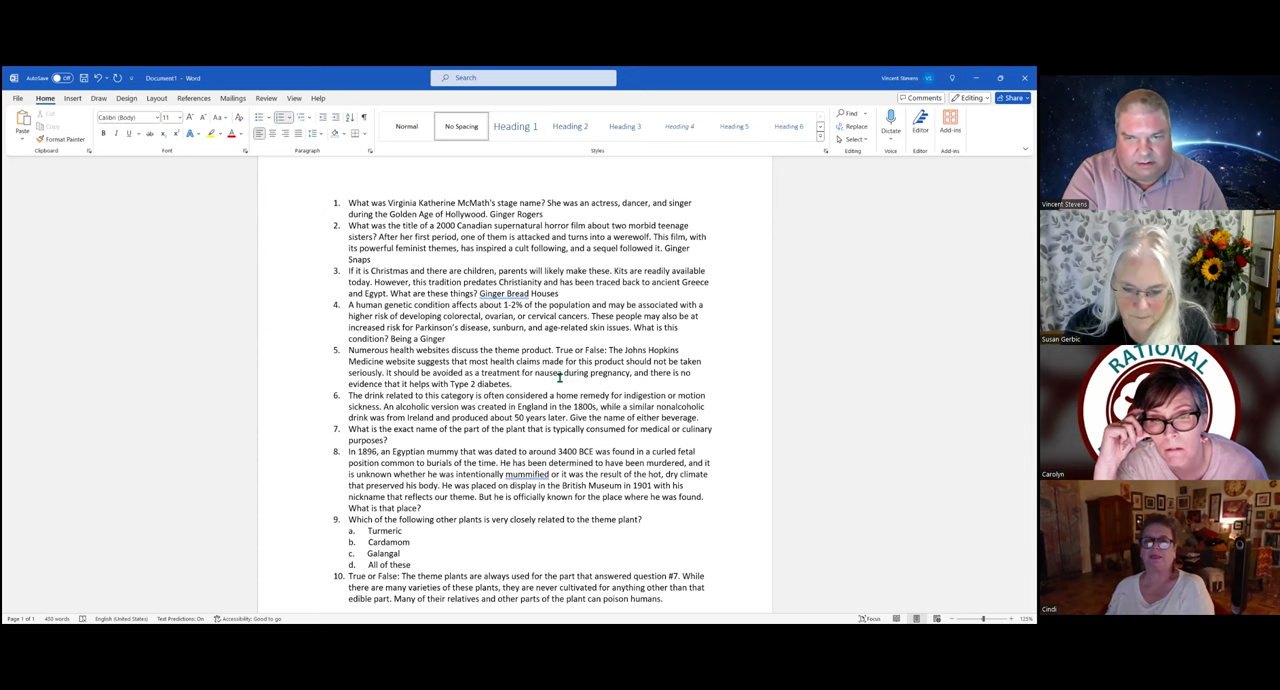 AutoSave Off Document1 - Word Search Vincent Stevens VS
File Home Insert Draw Design Layout References Mailings Review View Help Comments Editing Share
Paste Cut Copy Format Painter Clipboard
Calibri (Body) 11 Font
Paragraph
Normal No Spacing Heading 1 Heading 2 Heading 3 Heading 4 Heading 5 Heading 6 Styles
Find Replace Select Editing
Dictate Voice
Editor Editor
Add-ins Add-ins
1. What was Virginia Katherine McMath's stage name? She was an actress, dancer, and singer
during the Golden Age of Hollywood. Ginger Rogers
2. What was the title of a 2000 Canadian supernatural horror film about two morbid teenage
sisters? After her first period, one of them is attacked and turns into a werewolf. This film, with
its powerful feminist themes, has inspired a cult following, and a sequel followed it. Ginger
Snaps
3. If it is Christmas and there are children, parents will likely make these. Kits are readily available
today. However, this tradition predates Christianity and has been traced back to ancient Greece
and Egypt. What are these things? Ginger Bread Houses
4. A human genetic condition affects about 1-2% of the population and may be associated with a
higher risk of developing colorectal, ovarian, or cervical cancers. These people may also be at
increased risk for Parkinson's disease, sunburn, and age-related skin issues. What is this
condition? Being a Ginger
5. Numerous health websites discuss the theme product. True or False: The Johns Hopkins
Medicine website suggests that most health claims made for this product should not be taken
seriously. It should be avoided as a treatment for nausea during pregnancy, and there is no
evidence that it helps with Type 2 diabetes.
6. The drink related to this category is often considered a home remedy for indigestion or motion
sickness. An alcoholic version was created in England in the 1800s, while a similar nonalcoholic
drink was from Ireland and produced about 50 years later. Give the name of either beverage.
7. What is the exact name of the part of the plant that is typically consumed for medical or culinary
purposes?
8. In 1896, an Egyptian mummy that was dated to around 3400 BCE was found in a curled fetal
position common to burials of the time. He has been determined to have been murdered, and it
is unknown whether he was intentionally mummified or it was the result of the hot, dry climate
that preserved his body. He was placed on display in the British Museum in 1901 with his
nickname that reflects our theme. But he is officially known for the place where he was found.
What is that place?
9. Which of the following other plants is very closely related to the theme plant?
a. Turmeric
b. Cardamom
c. Galangal
d. All of these
10. True or False: The theme plants are always used for the part that answered question #7. While
there are many varieties of these plants, they are never cultivated for anything other than that
edible part. Many of their relatives and other parts of the plant can poison humans.
Page 1 of 1 450 words English (United States) Text Predictions: On Accessibility: Good to go Focus 125%
Vincent Stevens
Susan Gerbic
RATIONAL
Carolyn
Cindi